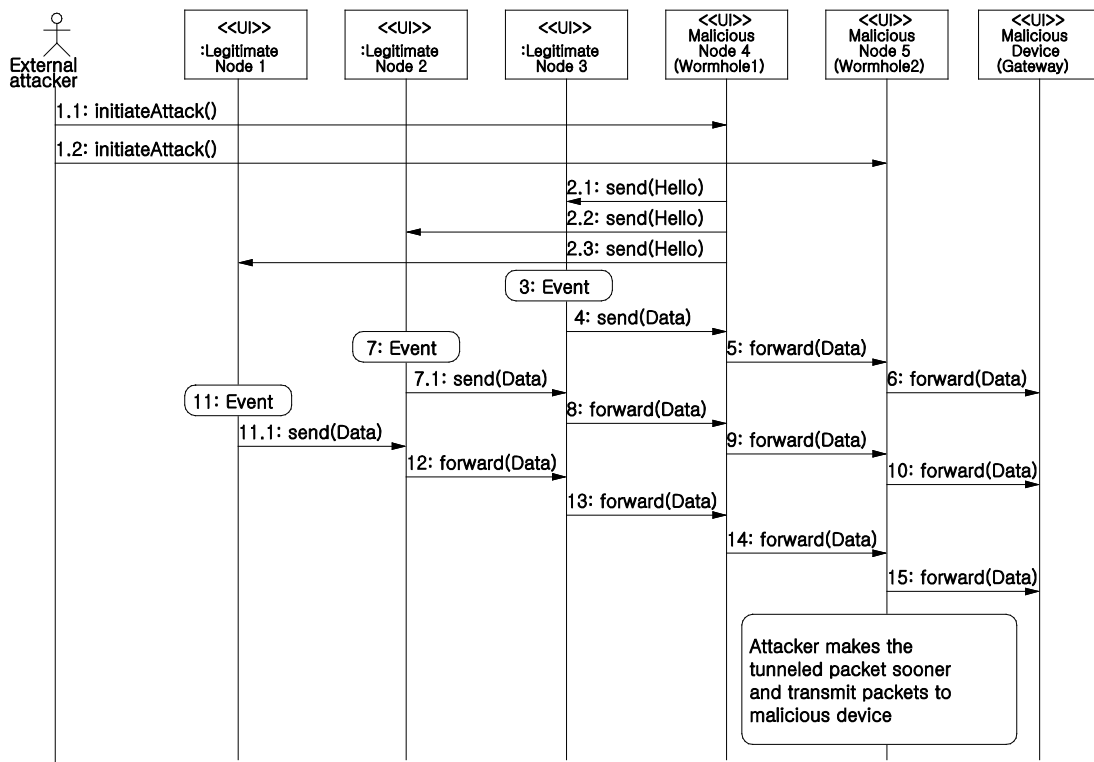 External
attacker
<<UI>>
:Legitimate
Node 1
<<UI>>
:Legitimate
Node 2
<<UI>>
:Legitimate
Node 3
<<UI>>
Malicious
Node 4
(Wormhole1)
<<UI>>
Malicious
Node 5
(Wormhole2)
<<UI>>
Malicious
Device
(Gateway)
1.1: initiateAttack()
1.2: initiateAttack()
2.1: send(Hello)
2.2: send(Hello)
2.3: send(Hello)
3: Event
4: send(Data)
7: Event
5: forward(Data)
7.1: send(Data)
6: forward(Data)
11: Event
8: forward(Data)
11.1: send(Data)
9: forward(Data)
12: forward(Data)
10: forward(Data)
13: forward(Data)
14: forward(Data)
15: forward(Data)
Attacker makes the
tunneled packet sooner
and transmit packets to
malicious device